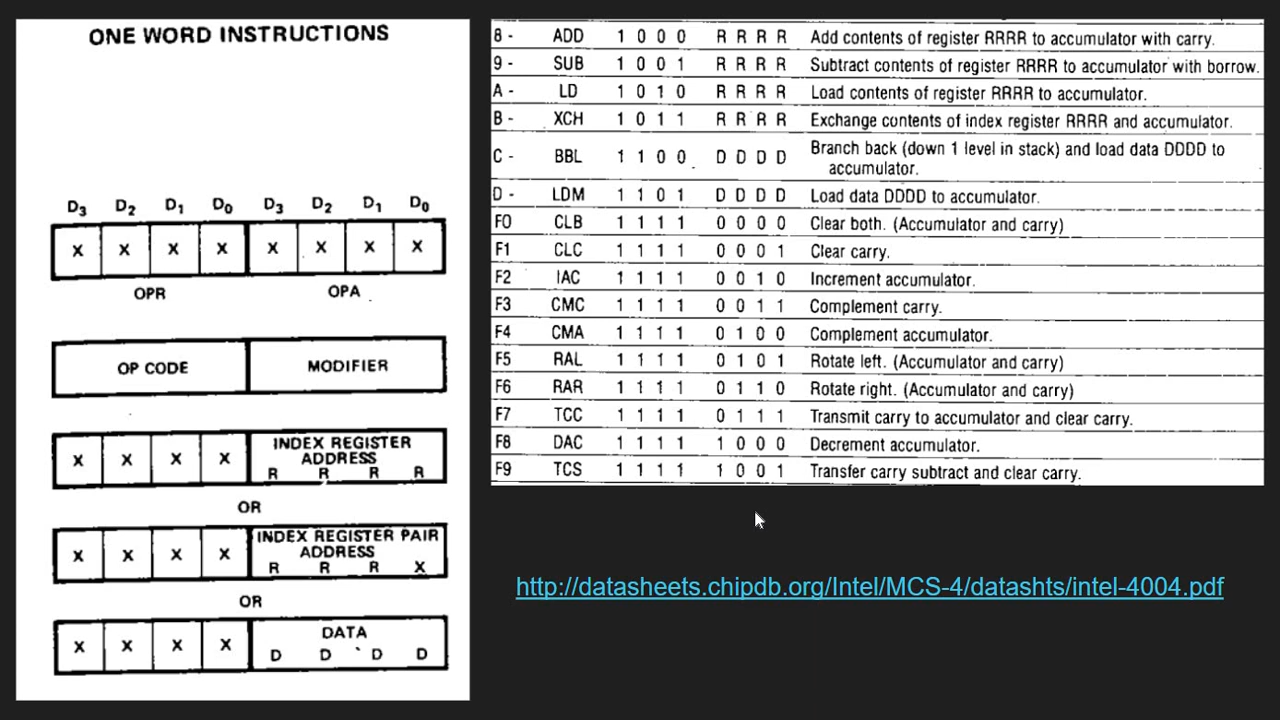 ONE WORD INSTRUCTIONS
D3 D2 D1 D0 D3 D2 D1 D0
X X X X X X X X
OPR OPA
OP CODE MODIFIER
INDEX REGISTER
ADDRESS
X X X X R R R R
OR
INDEX REGISTER PAIR
ADDRESS
X X X X R R R X
OR
DATA
X X X X D D D D
8 - ADD 1 0 0 0 R R R R Add contents of register RRRR to accumulator with carry.
9 - SUB 1 0 0 1 R R R R Subtract contents of register RRRR to accumulator with borrow.
A - LD 1 0 1 0 R R R R Load contents of register RRRR to accumulator.
B - XCH 1 0 1 1 R R R R Exchange contents of index register RRRR and accumulator.
C - BBL 1 1 0 0 D D D D Branch back (down 1 level in stack) and load data DDDD to
accumulator.
D - LDM 1 1 0 1 D D D D Load data DDDD to accumulator.
F0 CLB 1 1 1 1 0 0 0 0 Clear both. (Accumulator and carry)
F1 CLC 1 1 1 1 0 0 0 1 Clear carry.
F2 IAC 1 1 1 1 0 0 1 0 Increment accumulator.
F3 CMC 1 1 1 1 0 0 1 1 Complement carry.
F4 CMA 1 1 1 1 0 1 0 0 Complement accumulator.
F5 RAL 1 1 1 1 0 1 0 1 Rotate left. (Accumulator and carry)
F6 RAR 1 1 1 1 0 1 1 0 Rotate right. (Accumulator and carry)
F7 TCC 1 1 1 1 0 1 1 1 Transmit carry to accumulator and clear carry.
F8 DAC 1 1 1 1 1 0 0 0 Decrement accumulator.
F9 TCS 1 1 1 1 1 0 0 1 Transfer carry subtract and clear carry.
http://datasheets.chipdb.org/Intel/MCS-4/datashts/intel-4004.pdf